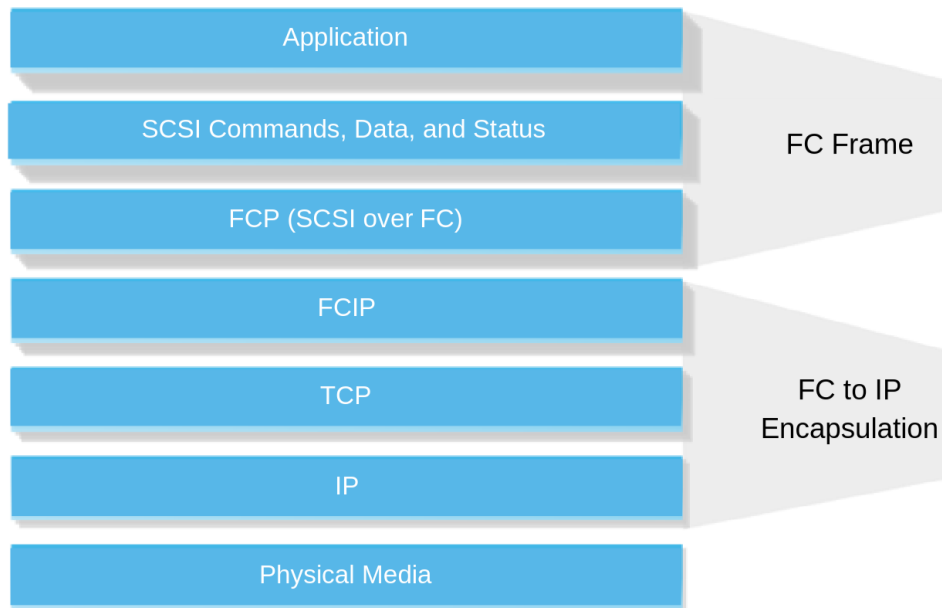 Application
SCSI Commands, Data, and Status
FC Frame
FCP (SCSI over FC)
FCIP
TCP
FC to IP
Encapsulation
IP
Physical Media